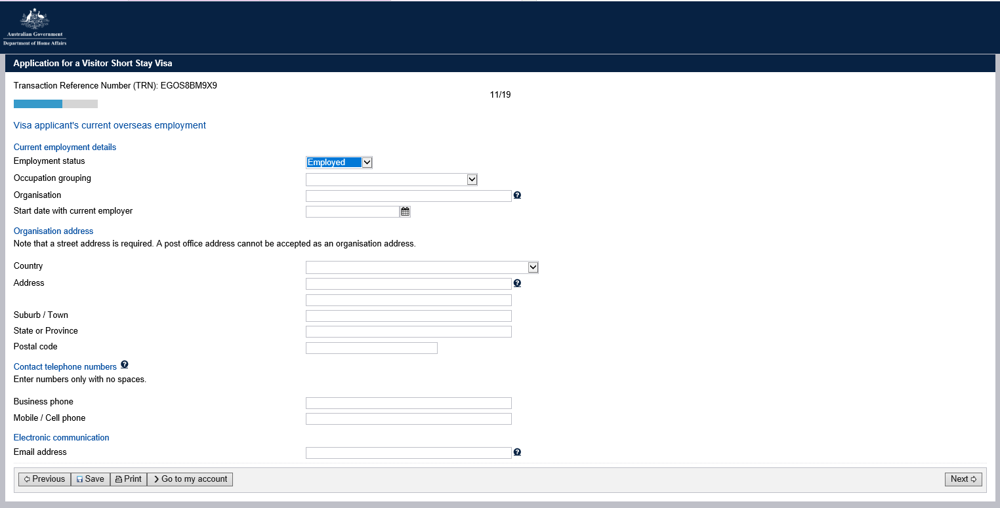 Australian Government
Department of Home Affairs
Application for a Visitor Short Stay Visa
Transaction Reference Number (TRN): EGOS8BM9X9
11/19
Visa applicant's current overseas employment
Current employment details
Employment status
Employed
Occupation grouping
Organisation
Start date with current employer
Organisation address
Note that a street address is required. A post office address cannot be accepted as an organisation address.
Country
Address
Suburb / Town
State or Province
Postal code
Contact telephone numbers
Enter numbers only with no spaces.
Business phone
Mobile / Cell phone
Electronic communication
Email address
Previous Save Print Go to my account Next